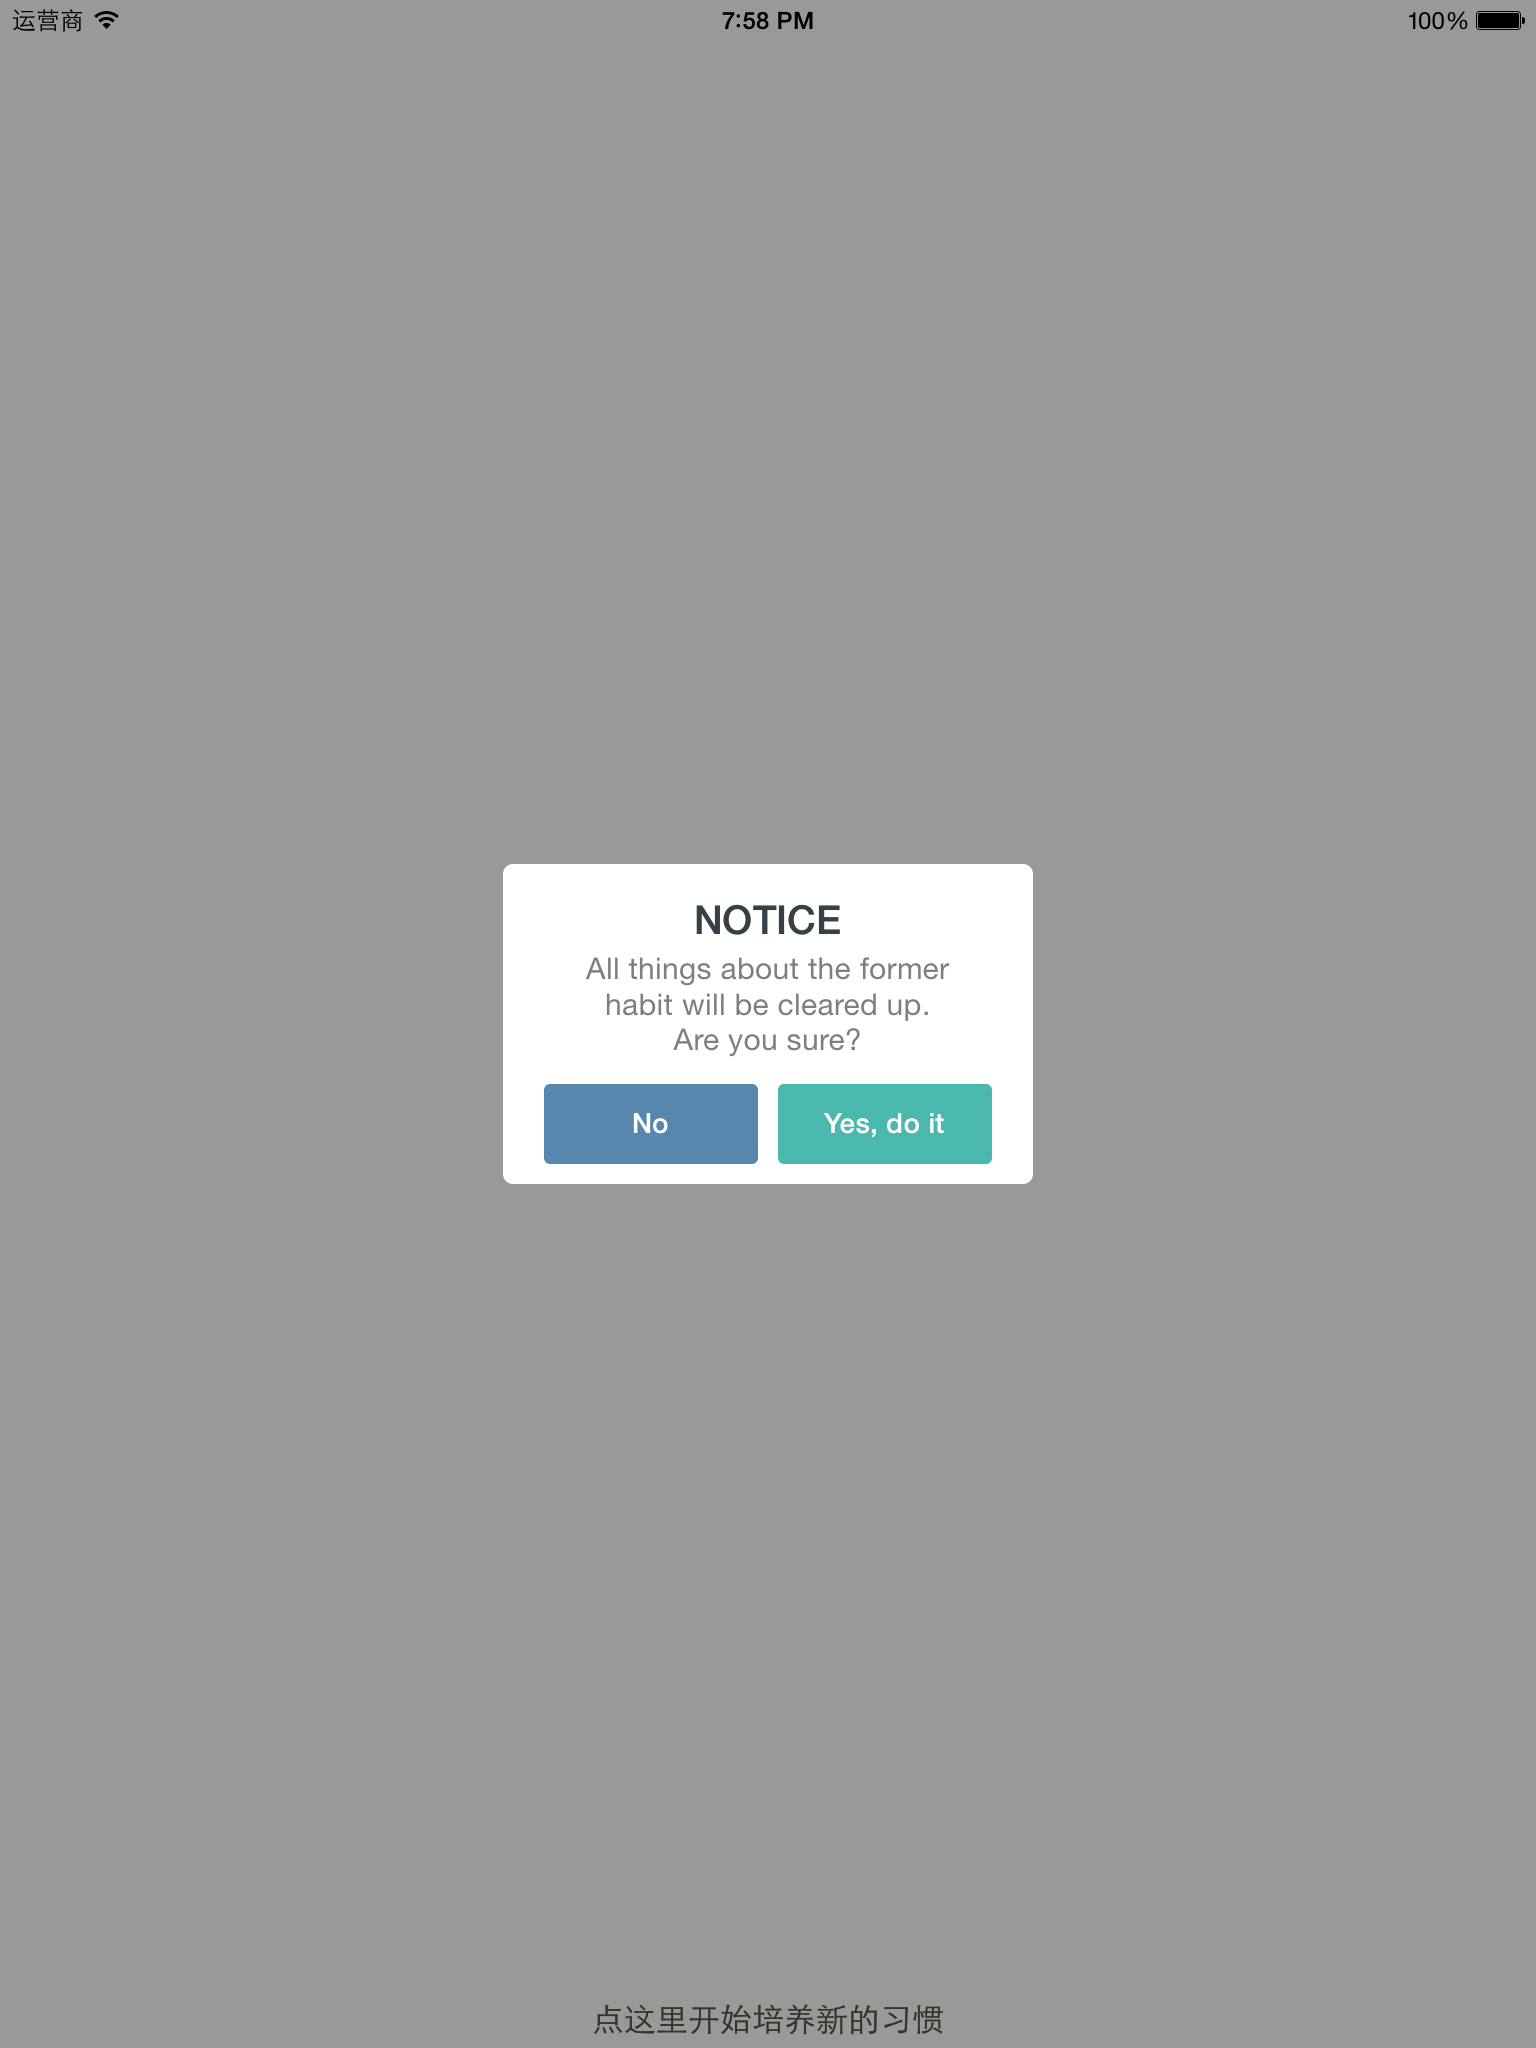 运营商
7:58 PM
100%
NOTICE
All things about the former
habit will be cleared up.
Are you sure?
No
Yes, do it
点这里开始培养新的习惯